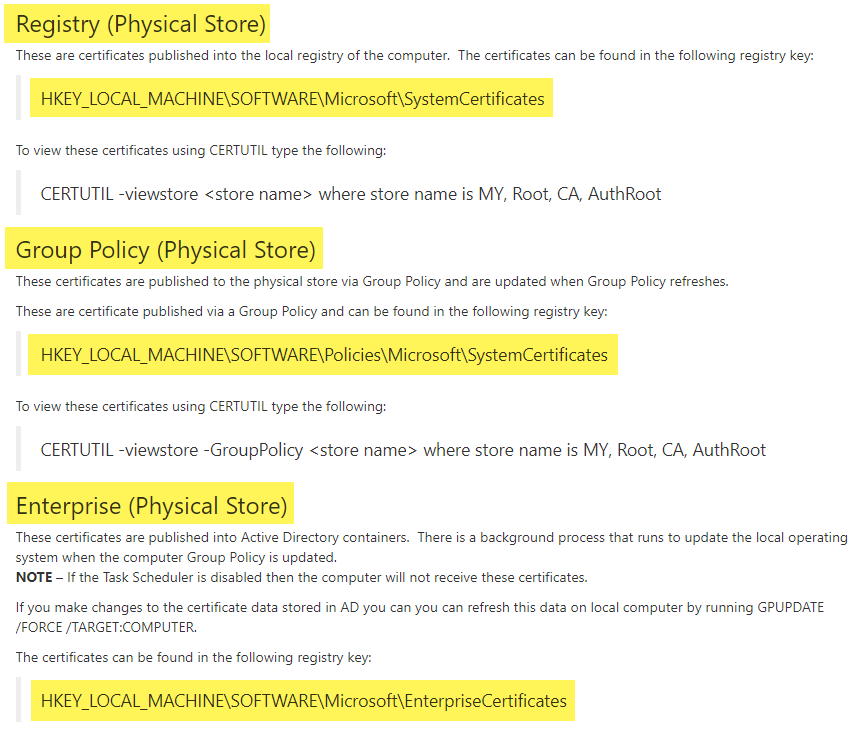 Registry (Physical Store)
These are certificates published into the local registry of the computer.  The certificates can be found in the following registry key:
HKEY_LOCAL_MACHINE\SOFTWARE\Microsoft\SystemCertificates
To view these certificates using CERTUTIL type the following:
CERTUTIL -viewstore <store name> where store name is MY, Root, CA, AuthRoot
Group Policy (Physical Store)
These certificates are published to the physical store via Group Policy and are updated when Group Policy refreshes.
These are certificate published via a Group Policy and can be found in the following registry key:
HKEY_LOCAL_MACHINE\SOFTWARE\Policies\Microsoft\SystemCertificates
To view these certificates using CERTUTIL type the following:
CERTUTIL -viewstore -GroupPolicy <store name> where store name is MY, Root, CA, AuthRoot
Enterprise (Physical Store)
These certificates are published into Active Directory containers.  There is a background process that runs to update the local operating
system when the computer Group Policy is updated.
NOTE – If the Task Scheduler is disabled then the computer will not receive these certificates.
If you make changes to the certificate data stored in AD you can you can refresh this data on local computer by running GPUPDATE
/FORCE /TARGET:COMPUTER.
The certificates can be found in the following registry key:
HKEY_LOCAL_MACHINE\SOFTWARE\Microsoft\EnterpriseCertificates